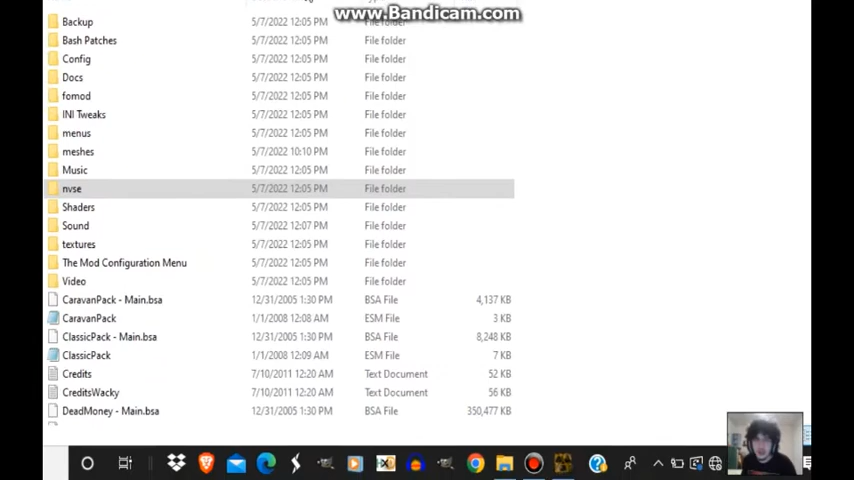 www.Bandicam.com
Backup 5/7/2022 12:05 PM File folder
Bash Patches 5/7/2022 12:05 PM File folder
Config 5/7/2022 12:05 PM File folder
Docs 5/7/2022 12:05 PM File folder
fomod 5/7/2022 12:05 PM File folder
INI Tweaks 5/7/2022 12:05 PM File folder
menus 5/7/2022 12:05 PM File folder
meshes 5/7/2022 10:10 PM File folder
Music 5/7/2022 12:05 PM File folder
nvse 5/7/2022 12:05 PM File folder
Shaders 5/7/2022 12:05 PM File folder
Sound 5/7/2022 12:07 PM File folder
textures 5/7/2022 12:05 PM File folder
The Mod Configuration Menu 5/7/2022 12:05 PM File folder
Video 5/7/2022 12:05 PM File folder
CaravanPack - Main.bsa 12/31/2005 1:30 PM BSA File 4,137 KB
CaravanPack 1/1/2008 12:08 AM ESM File 3 KB
ClassicPack - Main.bsa 12/31/2005 1:30 PM BSA File 8,248 KB
ClassicPack 1/1/2008 12:09 AM ESM File 7 KB
Credits 7/10/2011 12:20 AM Text Document 52 KB
CreditsWacky 7/10/2011 12:20 AM Text Document 56 KB
DeadMoney - Main.bsa 12/31/2005 1:30 PM BSA File 350,477 KB